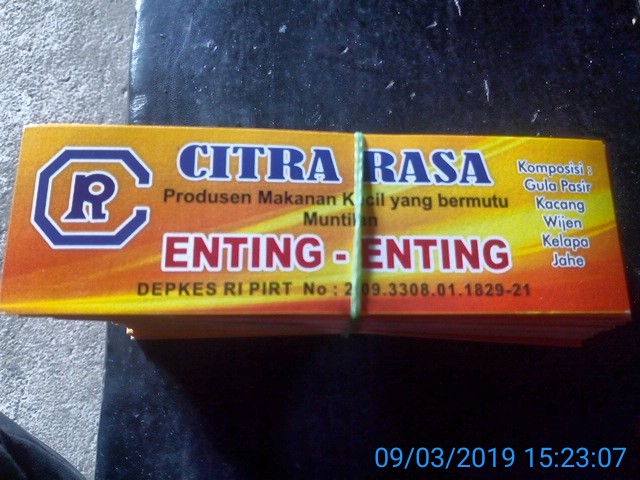 CR
CITRA RASA
Produsen Makanan Kecil yang bermutu
Muntilan
ENTING - ENTING
DEPKES RI PIRT No : 209.3308.01.1829-21
Komposisi :
Gula Pasir
Kacang
Wijen
Kelapa
Jahe
09/03/2019 15:23:07